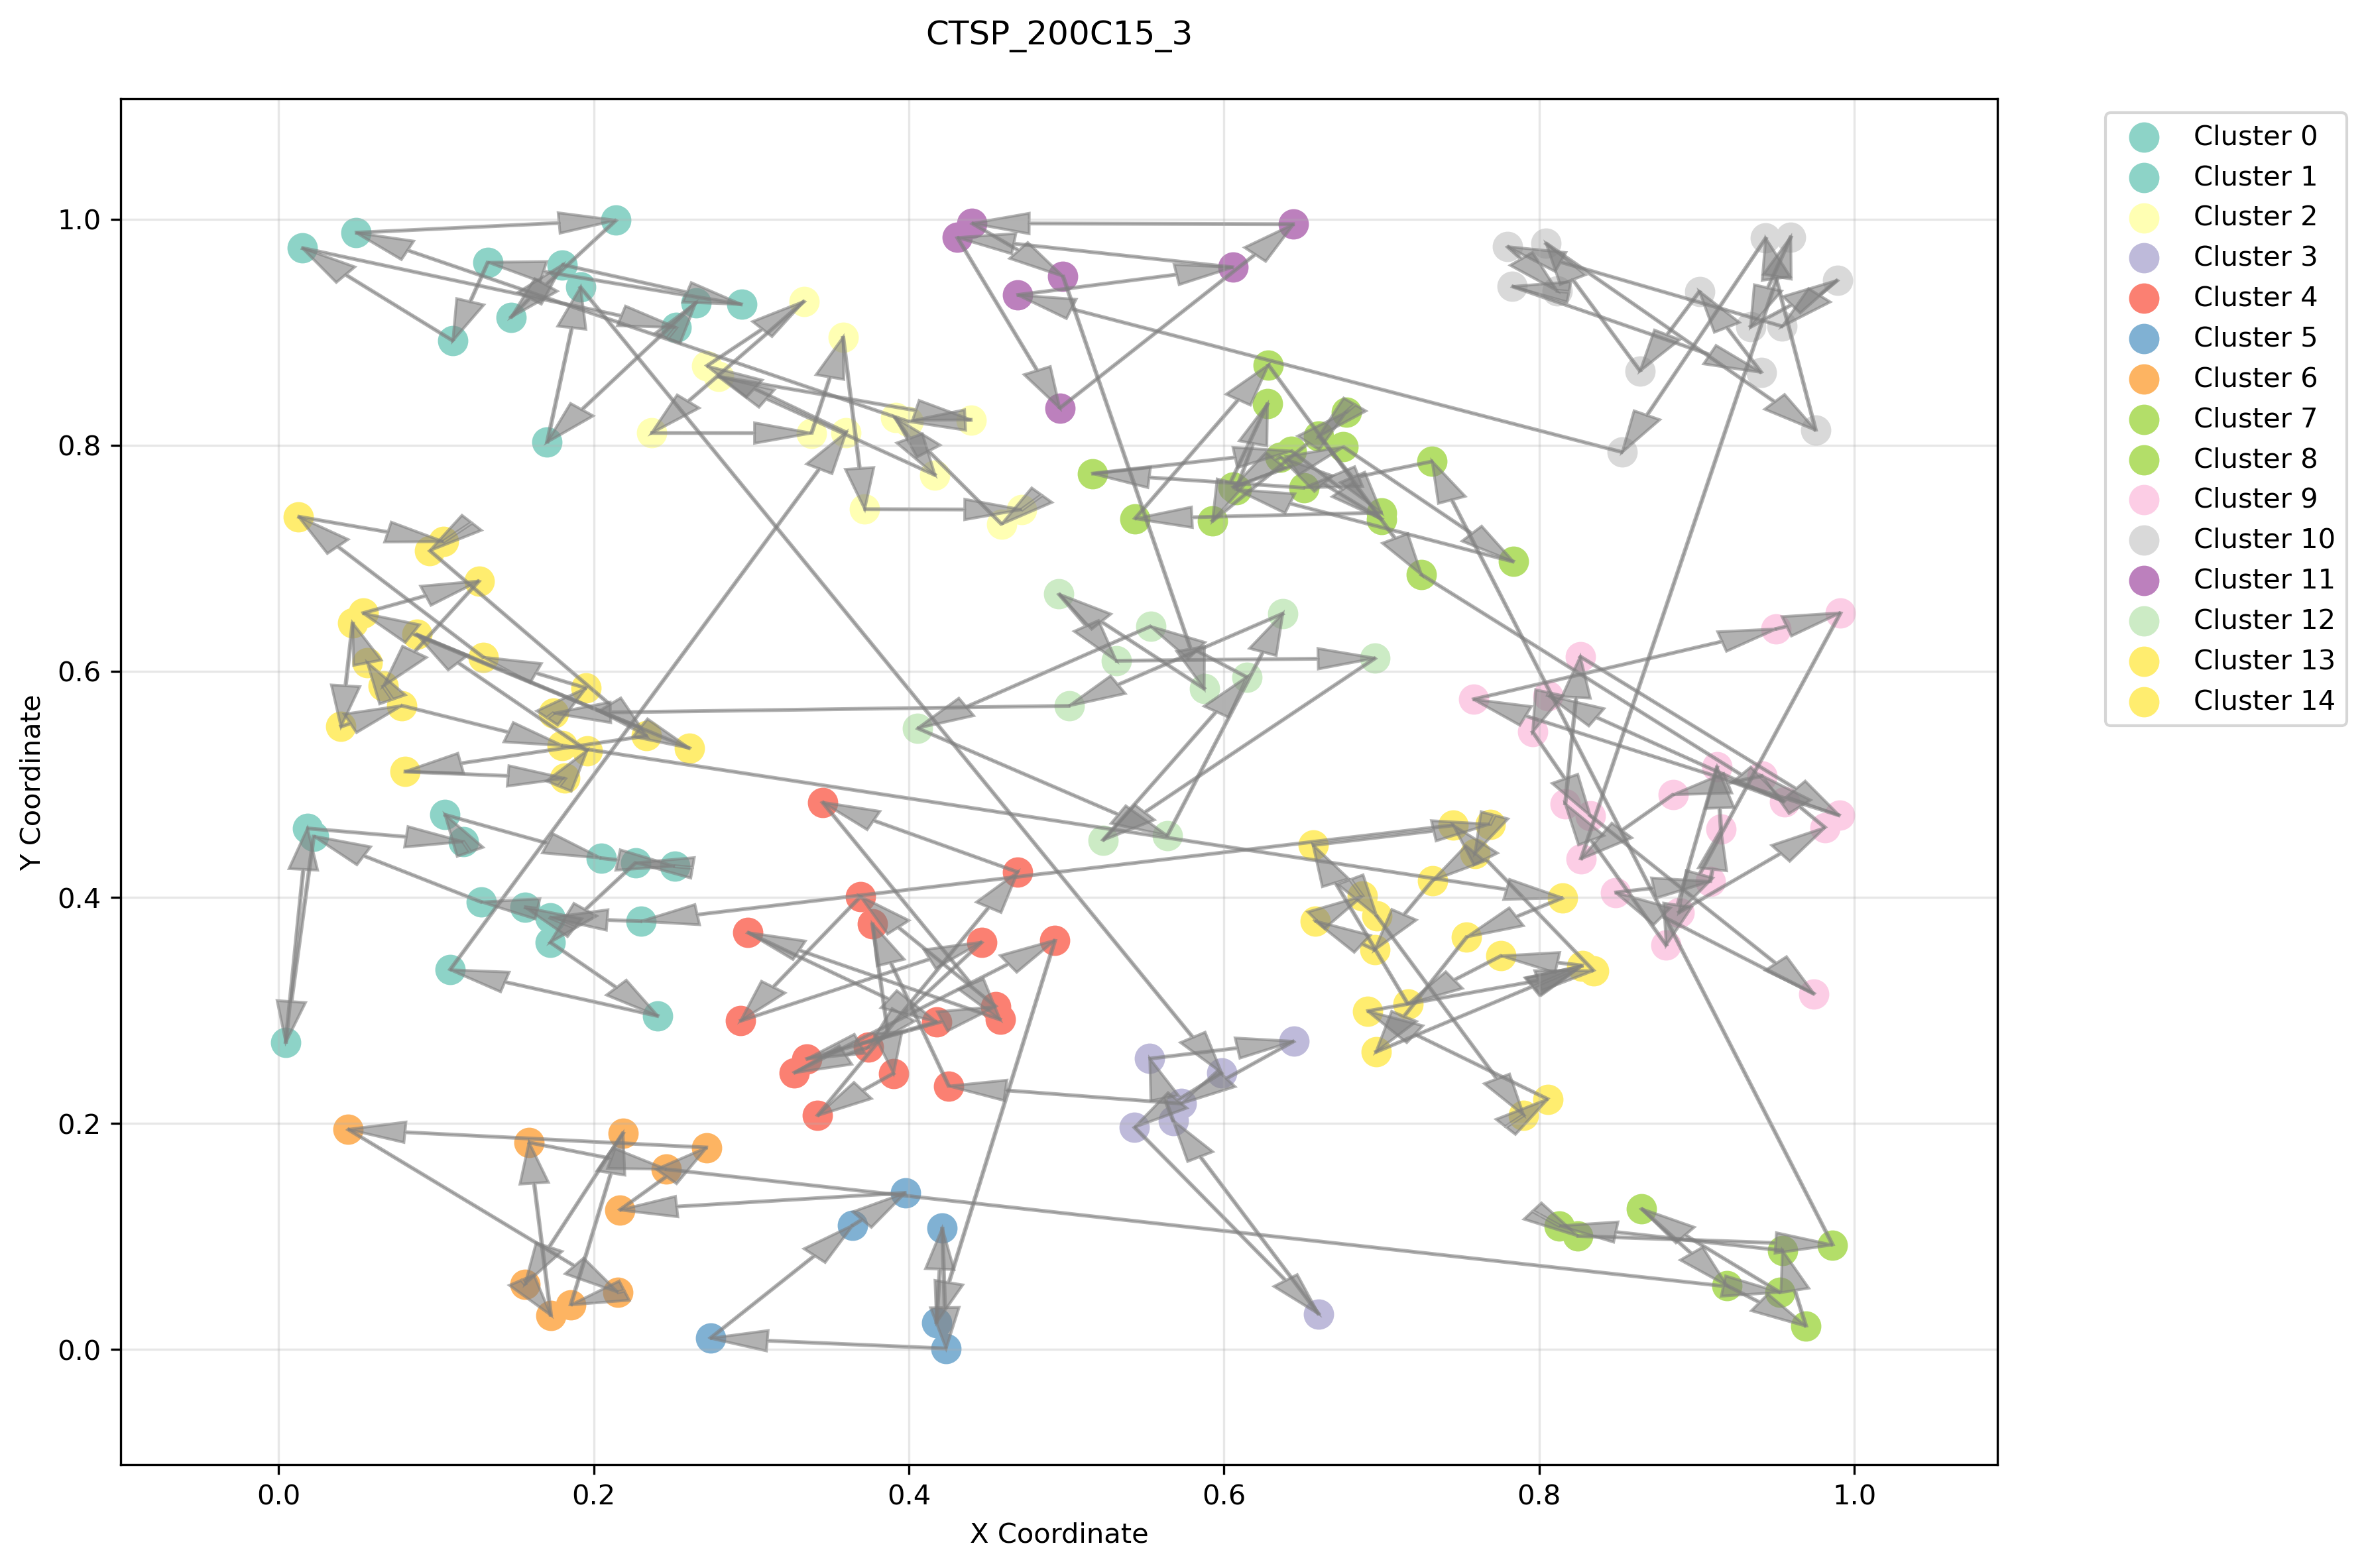 CTSP_200C15_3
1.0
0.8
0.6
0.4
0.2
0.0
Y Coordinate
0.0
0.2
0.4
0.6
0.8
1.0
X Coordinate
Cluster 0
Cluster 1
Cluster 2
Cluster 3
Cluster 4
Cluster 5
Cluster 6
Cluster 7
Cluster 8
Cluster 9
Cluster 10
Cluster 11
Cluster 12
Cluster 13
Cluster 14